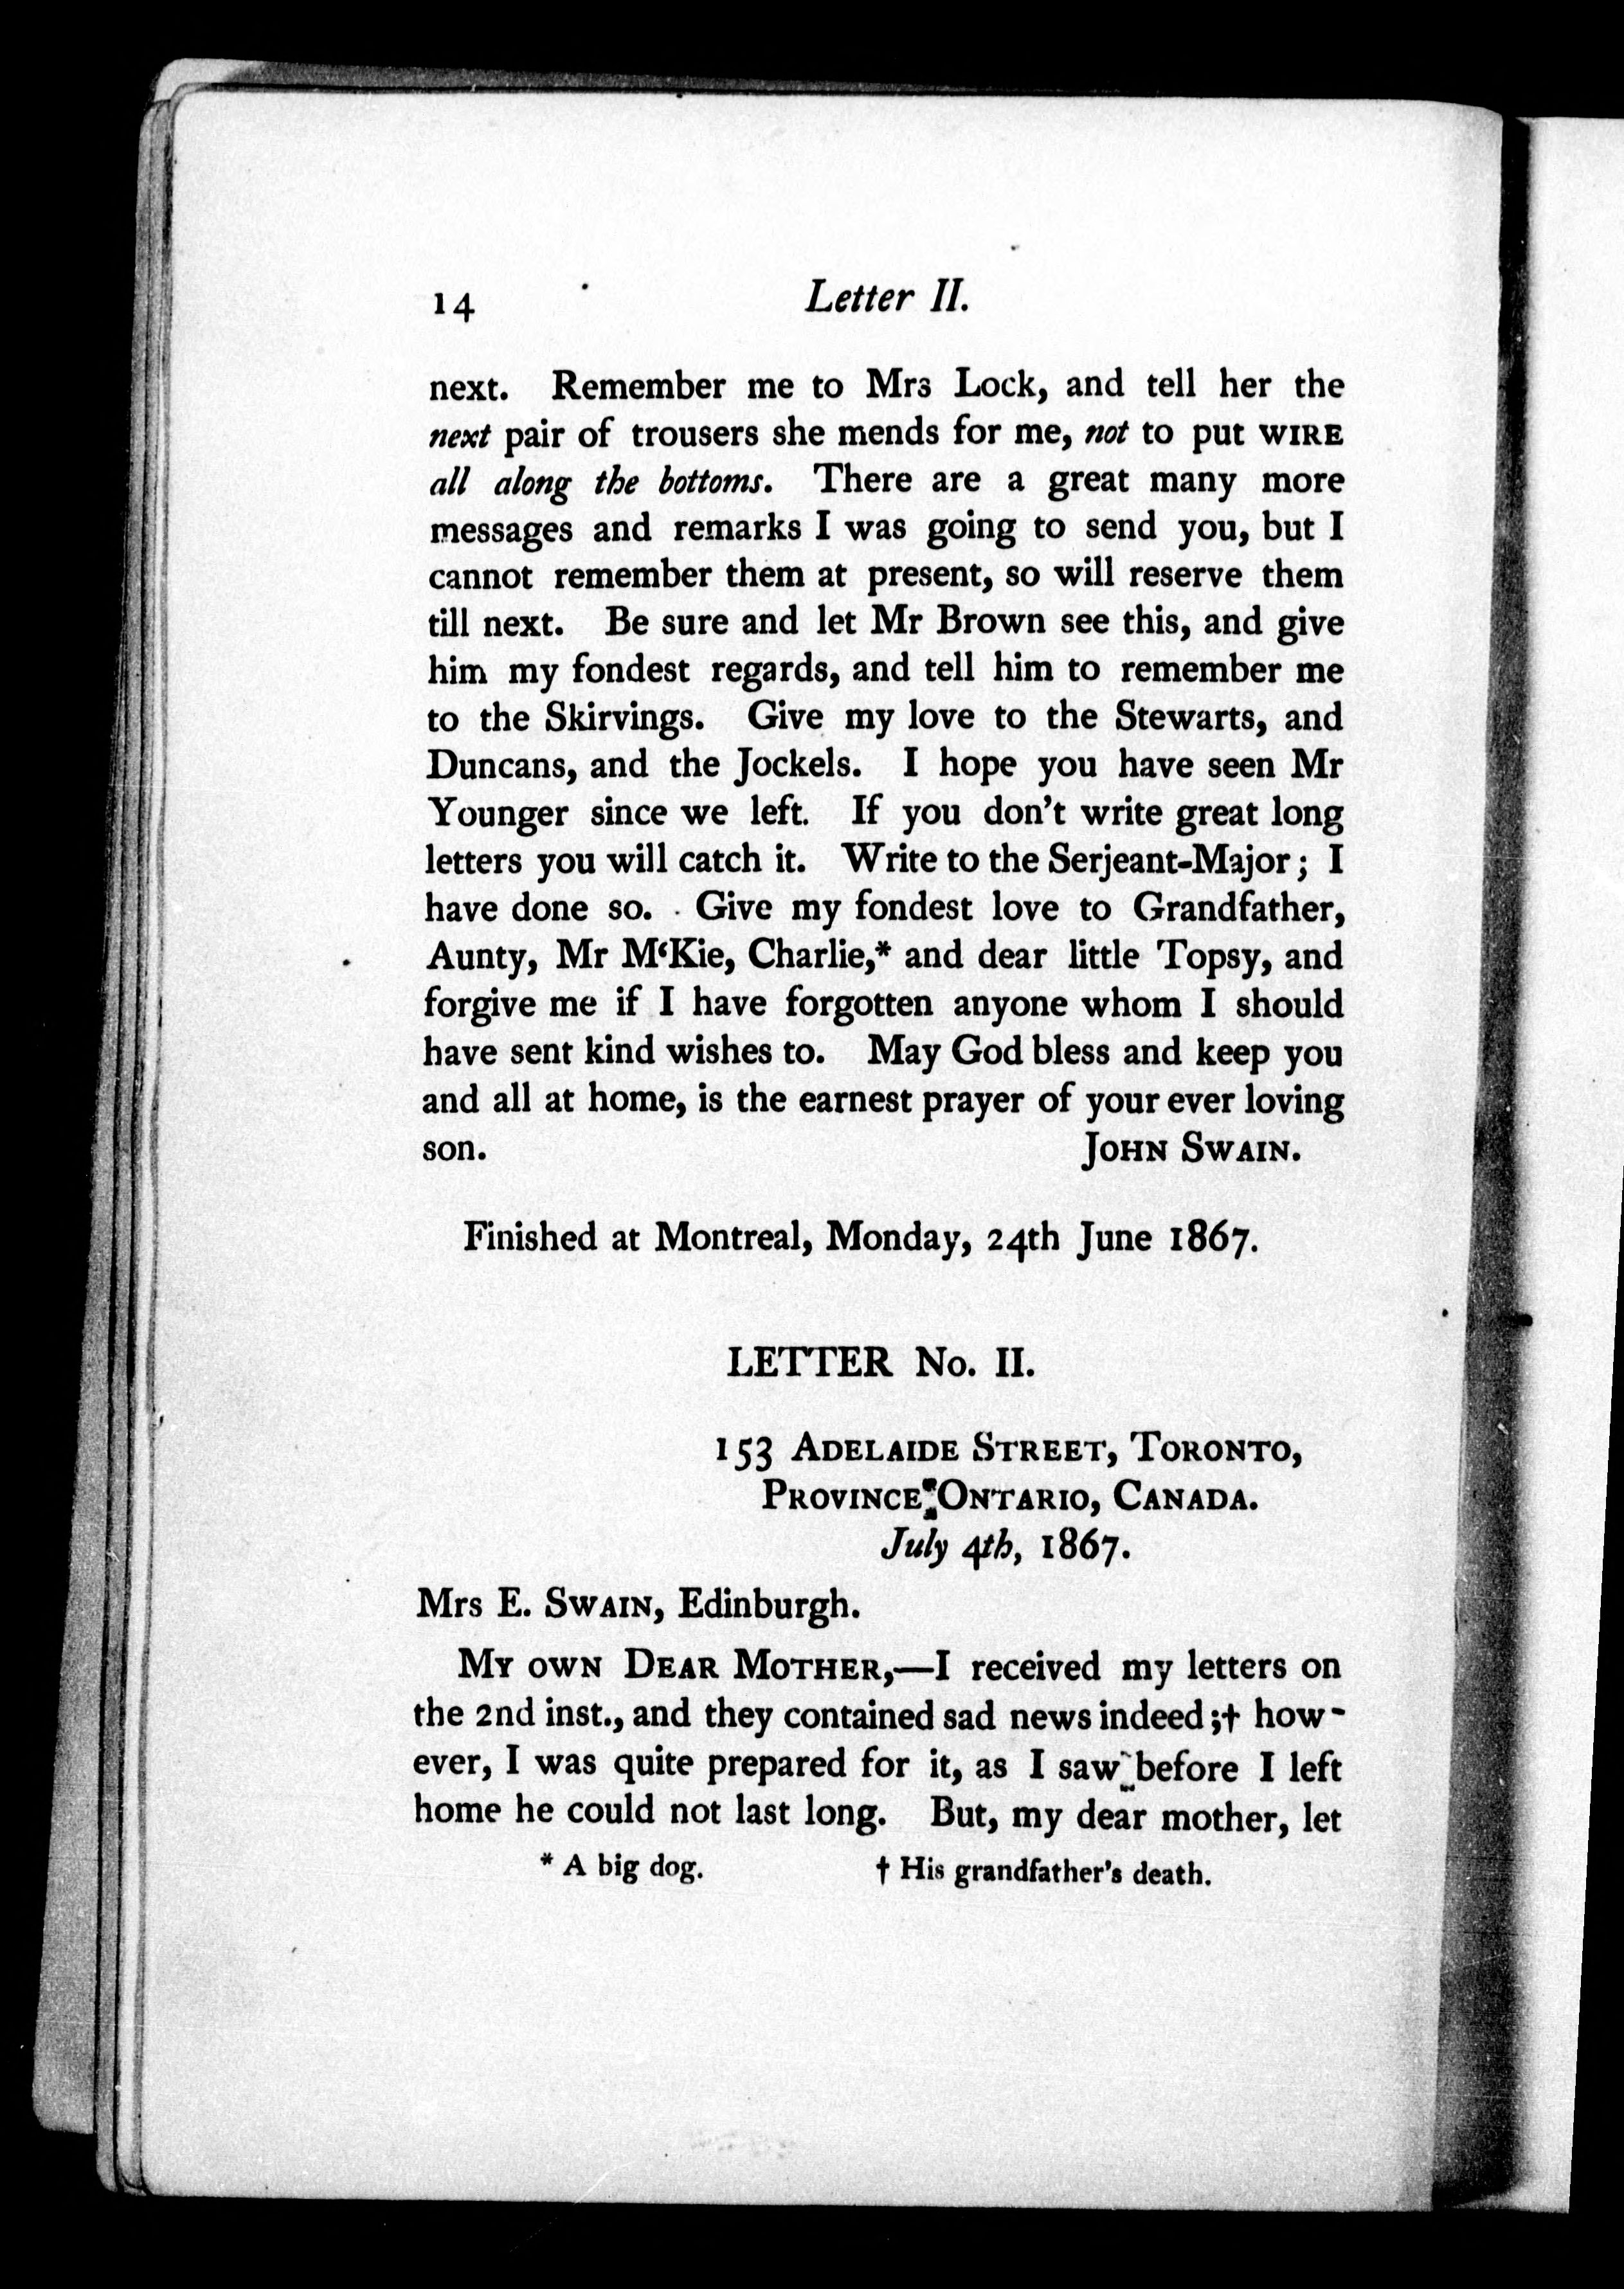 14 Letter II.
next. Remember me to Mrs Lock, and tell her the
next pair of trousers she mends for me, not to put WIRE
all along the bottoms. There are a great many more
messages and remarks I was going to send you, but I
cannot remember them at present, so will reserve them
till next. Be sure and let Mr Brown see this, and give
him my fondest regards, and tell him to remember me
to the Skirvings. Give my love to the Stewarts, and
Duncans, and the Jockels. I hope you have seen Mr
Younger since we left. If you don't write great long
letters you will catch it. Write to the Serjeant-Major; I
have done so. Give my fondest love to Grandfather,
Aunty, Mr M‘Kie, Charlie,* and dear little Topsy, and
forgive me if I have forgotten anyone whom I should
have sent kind wishes to. May God bless and keep you
and all at home, is the earnest prayer of your ever loving
son. JOHN SWAIN.
Finished at Montreal, Monday, 24th June 1867.
LETTER No. II.
153 ADELAIDE STREET, TORONTO,
PROVINCE ONTARIO, CANADA.
July 4th, 1867.
Mrs E. SWAIN, Edinburgh.
MY OWN DEAR MOTHER,—I received my letters on
the 2nd inst., and they contained sad news indeed;† how-
ever, I was quite prepared for it, as I saw before I left
home he could not last long. But, my dear mother, let
* A big dog. † His grandfather's death.